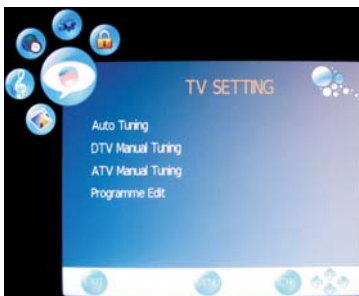 TV SETTING
Auto Tuning
DTV Manual Tuning
ATV Manual Tuning
Programme Edit